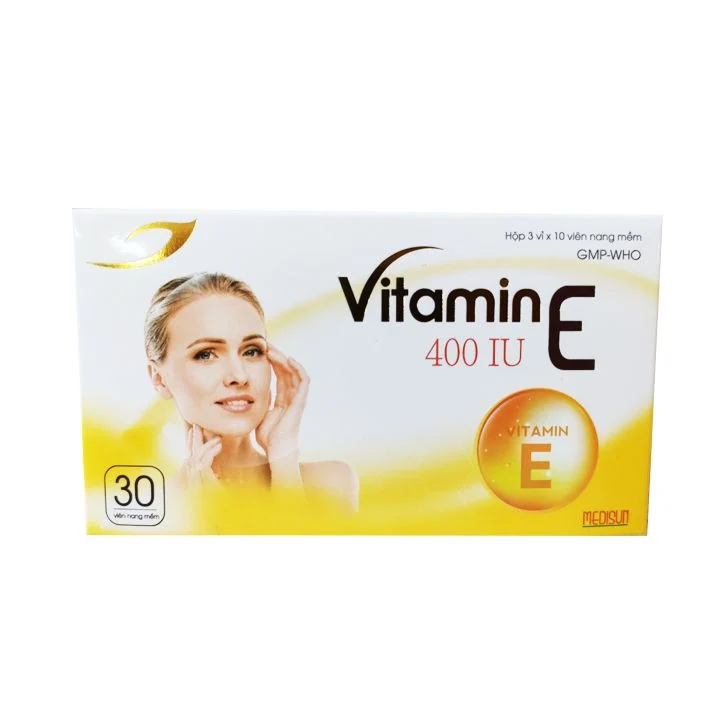 Hộp 3 vỉ x 10 viên nang mềm
GMP-WHO
Vitamin E
400 IU
VITAMIN
E
30
viên nang mềm
MEDISUN